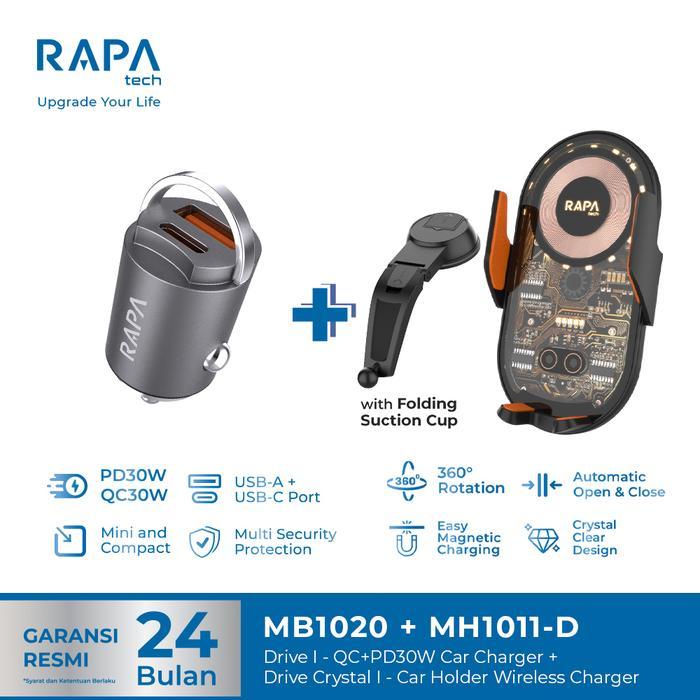 RAPA
tech
Upgrade Your Life
RAPA
RAPA
tech
with Folding
Suction Cup
PD30W
QC30W
USB-A +
USB-C Port
Mini and
Compact
Multi Security
Protection
360°
360°
Rotation
Automatic
Open & Close
Easy
Magnetic
Charging
Crystal
Clear
Design
GARANSI
RESMI
*Syarat dan Ketentuan Berlaku
24
Bulan
MB1020 + MH1011-D
Drive I - QC+PD30W Car Charger +
Drive Crystal I - Car Holder Wireless Charger